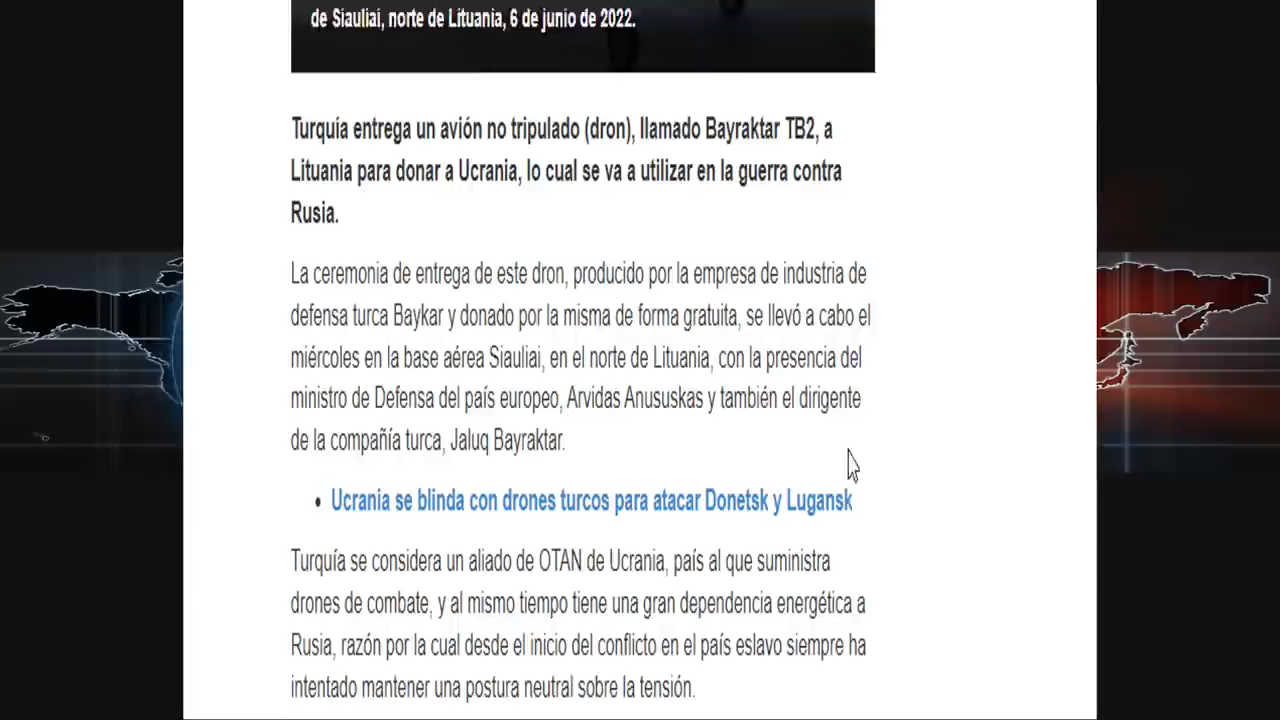 de Siauliai, norte de Lituania, 6 de junio de 2022.
Turquía entrega un avión no tripulado (dron), llamado Bayraktar TB2, a
Lituania para donar a Ucrania, lo cual se va a utilizar en la guerra contra
Rusia.
La ceremonia de entrega de este dron, producido por la empresa de industria de
defensa turca Baykar y donado por la misma de forma gratuita, se llevó a cabo el
miércoles en la base aérea Siauliai, en el norte de Lituania, con la presencia del
ministro de Defensa del país europeo, Arvidas Anususkas y también el dirigente
de la compañía turca, Jaluq Bayraktar.
• Ucrania se blinda con drones turcos para atacar Donetsk y Lugansk
Turquía se considera un aliado de OTAN de Ucrania, país al que suministra
drones de combate, y al mismo tiempo tiene una gran dependencia energética a
Rusia, razón por la cual desde el inicio del conflicto en el país eslavo siempre ha
intentado mantener una postura neutral sobre la tensión.